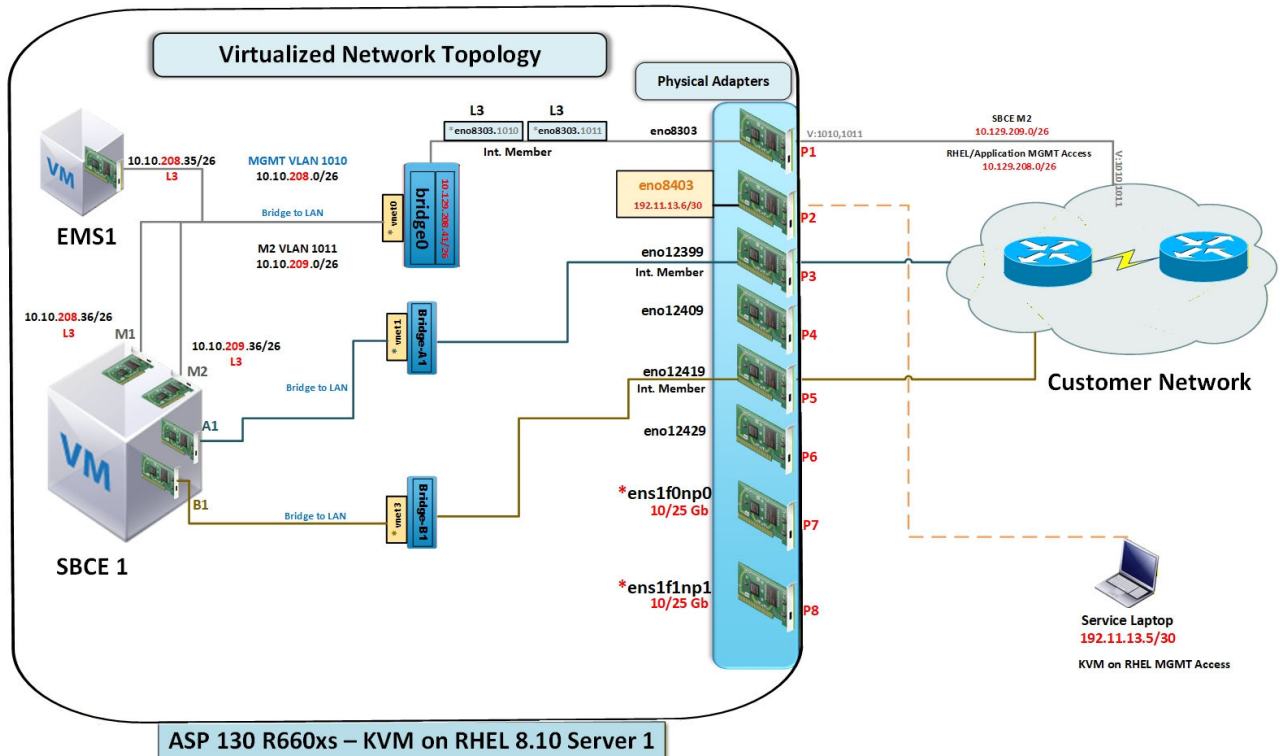 Virtualized Network Topology
Physical Adapters
L3
L3
*eno8303.1010
*eno8303.1011
Int. Member
eno8303
P1
V:1010,1011
SBCE M2
10.129.209.0/26
RHEL/Application MGMT Access
10.129.208.0/26
V:1010,1011
VM
10.10.208.35/26
L3
EMS1
MGMT VLAN 1010
10.10.208.0/26
Bridge to LAN
M2 VLAN 1011
10.10.209.0/26
* vnet0
bridge0
10.129.208.41/26
eno8403
192.11.13.6/30
P2
eno12399
Int. Member
P3
eno12409
P4
eno12419
Int. Member
P5
eno12429
P6
*ens1f0np0
10/25 Gb
P7
*ens1f1np1
10/25 Gb
P8
10.10.208.36/26
L3
M1
10.10.209.36/26
L3
M2
VM
A1
B1
SBCE 1
Bridge to LAN
* vnet1
Bridge-A1
Bridge to LAN
* vnet3
Bridge-B1
Customer Network
Service Laptop
192.11.13.5/30
KVM on RHEL MGMT Access
ASP 130 R660xs – KVM on RHEL 8.10 Server 1